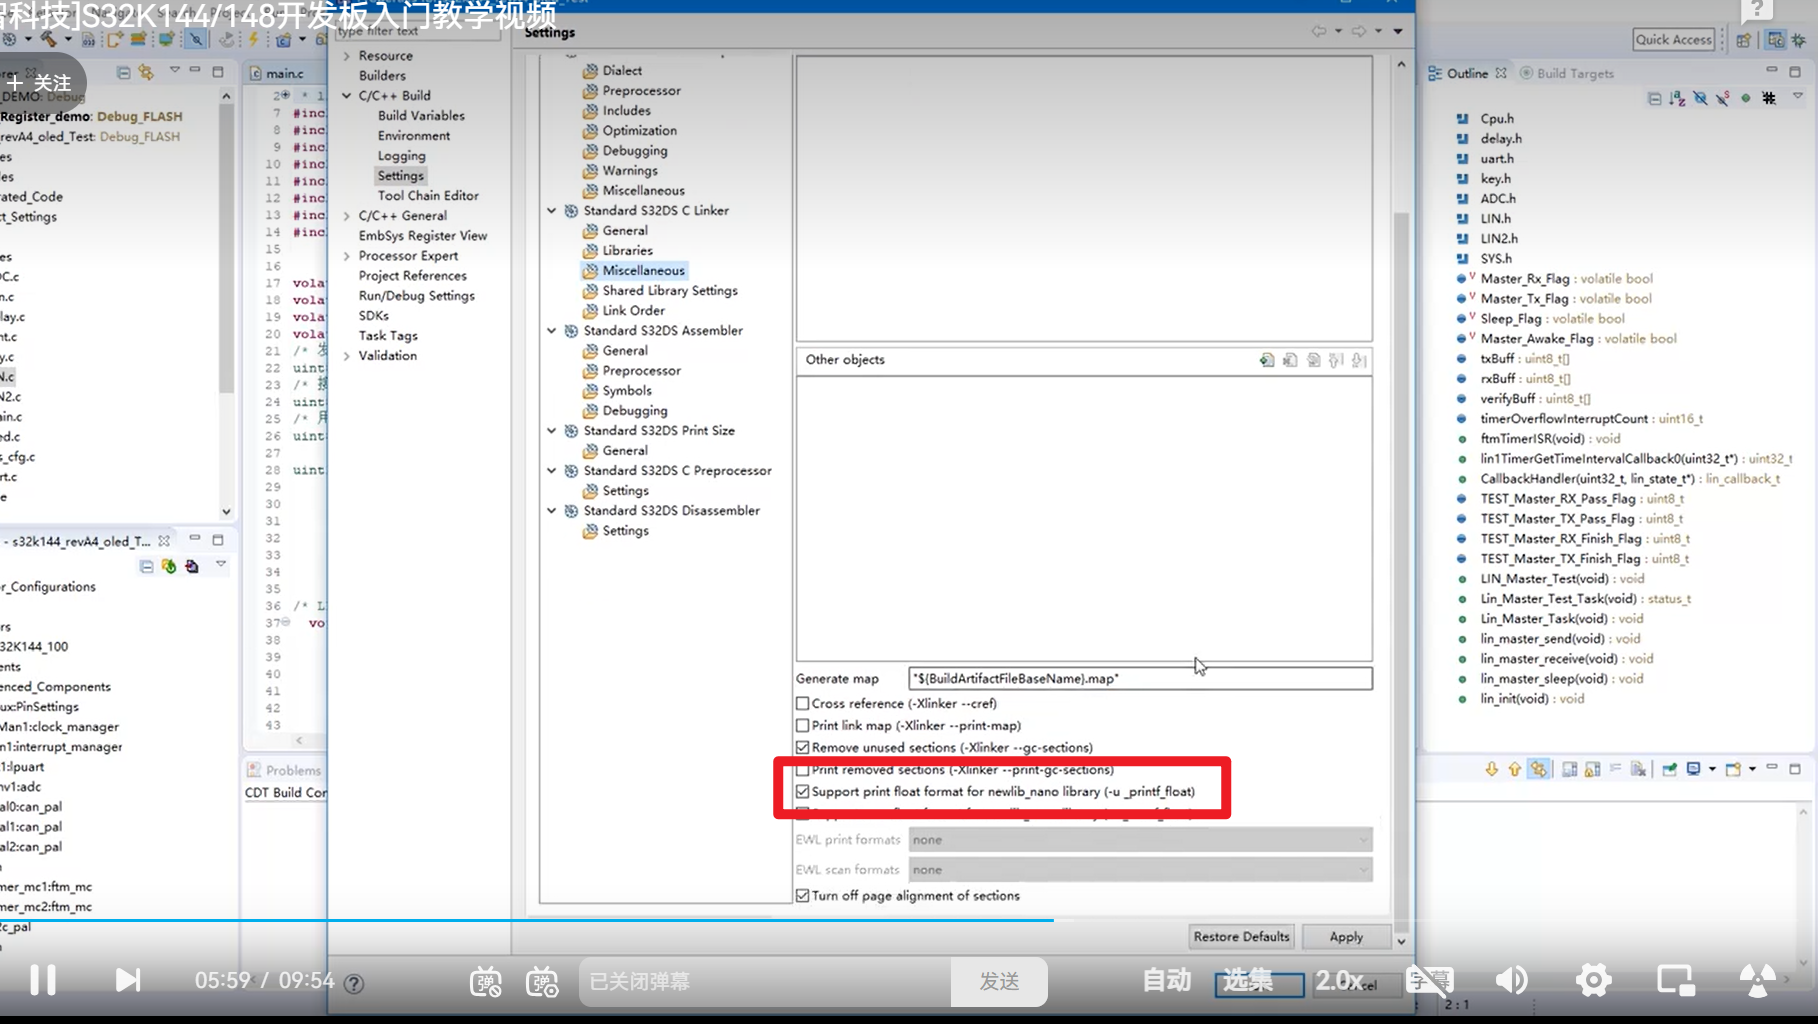 科技]S32K144/148开发板入门教学视频
+ 关注
_DEMO: Debug
Register_demo: Debug_FLASH
revA4_oled_Test: Debug_FLASH
es
les
rated_Code
ct_Settings
es
C.c
n.c
lay.c
nt.c
y.c
N.c
N2.c
ain.c
ed.c
s_cfg.c
rt.c
e
- s32k144_revA4_oled_T...
r_Configurations
rs
32K144_100
ents
enced_Components
ux:PinSettings
Man1:clock_manager
n1:interrupt_manager
1:lpuart
nv1:adc
al0:can_pal
al1:can_pal
al2:can_pal
mer_mc1:ftm_mc
mer_mc2:ftm_mc
c_pal
main.c
2 * 1
7 #inc
8 #inc
9 #inc
10 #inc
11 #inc
12 #inc
13 #inc
14 #inc
15
16
17 vola
18 vola
19 vola
20 vola
21 /* 发
22 uint
23 /* 接
24 uint
25 /* 用
26 uint
27
28 uint
29
30
31
32
33
34
35
36 /* L
37 vo
38
39
40
41
42
43
Problems
CDT Build Con
type filter text
Resource
Builders
C/C++ Build
Build Variables
Environment
Logging
Settings
Tool Chain Editor
C/C++ General
EmbSys Register View
Processor Expert
Project References
Run/Debug Settings
SDKs
Task Tags
Validation
Settings
Dialect
Preprocessor
Includes
Optimization
Debugging
Warnings
Miscellaneous
Standard S32DS C Linker
General
Libraries
Miscellaneous
Shared Library Settings
Link Order
Standard S32DS Assembler
General
Preprocessor
Symbols
Debugging
Standard S32DS Print Size
General
Standard S32DS C Preprocessor
Settings
Standard S32DS Disassembler
Settings
Other objects
Generate map "${BuildArtifactFileBaseName}.map"
Cross reference (-Xlinker --cref)
Print link map (-Xlinker --print-map)
Remove unused sections (-Xlinker --gc-sections)
Print removed sections (-Xlinker --print-gc-sections)
Support print float format for newlib_nano library (-u _printf_float)
EWL print formats none
EWL scan formats none
Turn off page alignment of sections
Restore Defaults
Apply
Quick Access
Outline
Build Targets
Cpu.h
delay.h
uart.h
key.h
ADC.h
LIN.h
LIN2.h
SYS.h
Master_Rx_Flag : volatile bool
Master_Tx_Flag : volatile bool
Sleep_Flag : volatile bool
Master_Awake_Flag : volatile bool
txBuff : uint8_t[]
rxBuff : uint8_t[]
verifyBuff : uint8_t[]
timerOverflowInterruptCount : uint16_t
ftmTimerISR(void) : void
lin1TimerGetTimeIntervalCallback0(uint32_t*) : uint32_t
CallbackHandler(uint32_t, lin_state_t*) : lin_callback_t
TEST_Master_RX_Pass_Flag : uint8_t
TEST_Master_TX_Pass_Flag : uint8_t
TEST_Master_RX_Finish_Flag : uint8_t
TEST_Master_TX_Finish_Flag : uint8_t
LIN_Master_Test(void) : void
Lin_Master_Test_Task(void) : status_t
Lin_Master_Task(void) : void
lin_master_send(void) : void
lin_master_receive(void) : void
lin_master_sleep(void) : void
lin_init(void) : void
05:59 / 09:54
已关闭弹幕
发送
自动
选集
2.0x
字幕
2 : 1